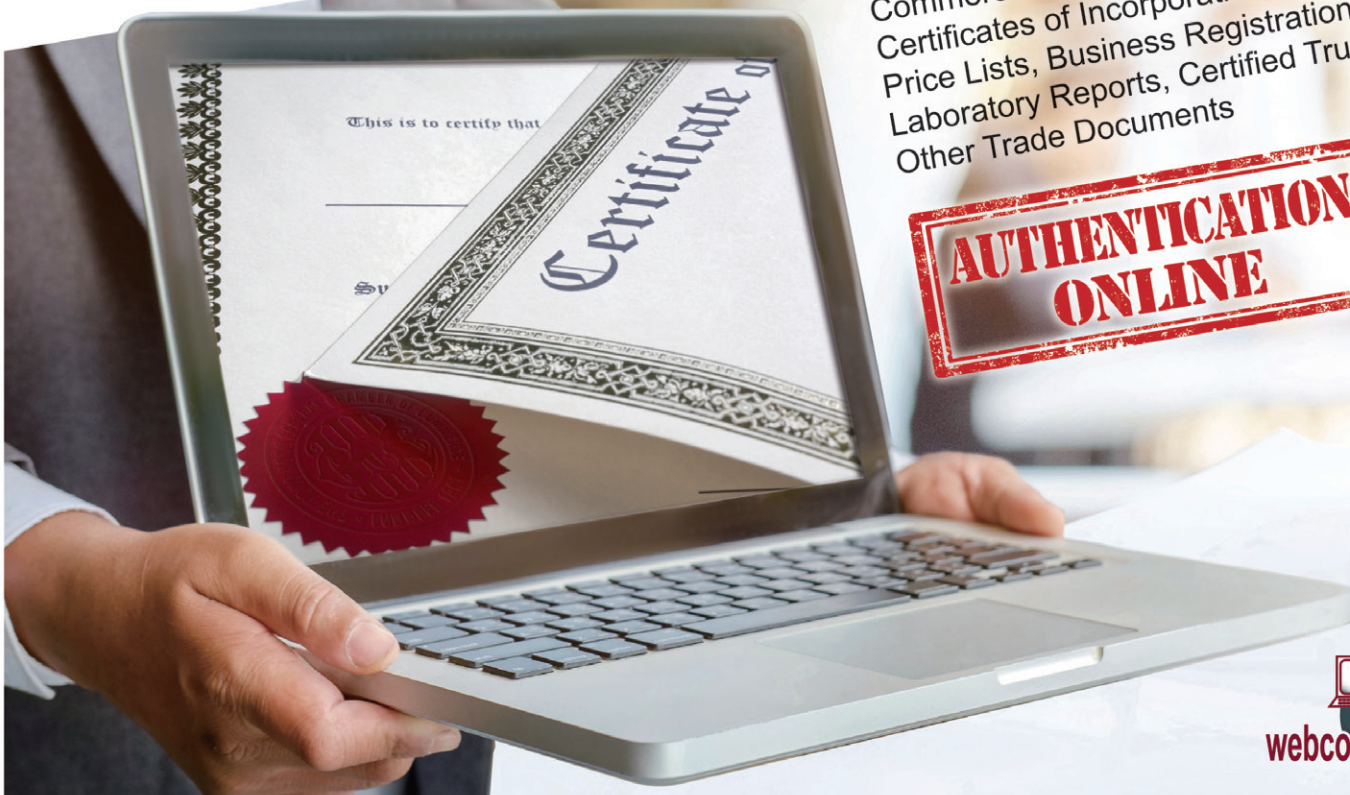 Certificates of Incorporat
Price Lists, Business Registration
Laboratory Reports, Certified Tru
Other Trade Documents
AUTHENTICATION
ONLINE
This is to certify that
Certificate o
webco